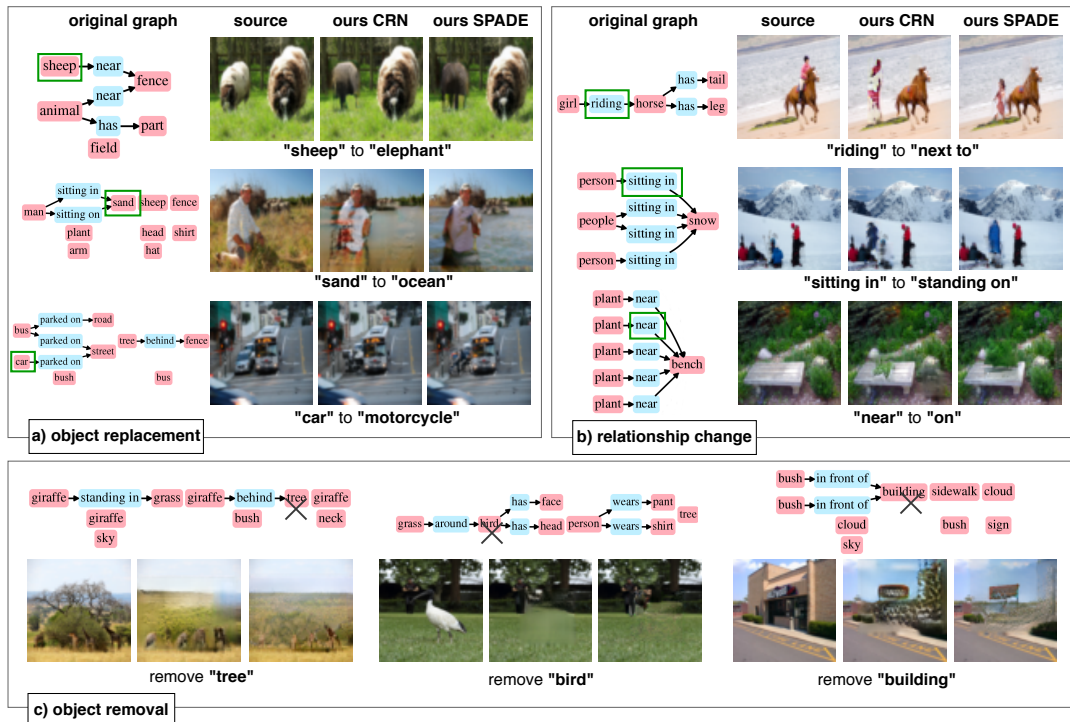 original graph source ours CRN ours SPADE
sheep near fence
animal near
has part
field
"sheep" to "elephant"
sitting in
man sand sheep fence
sitting on
plant head shirt
arm hat
"sand" to "ocean"
parked on road
bus parked on tree behind fence
street
car parked on
bush bus
"car" to "motorcycle"
a) object replacement
original graph source ours CRN ours SPADE
has tail
girl riding horse
has leg
"riding" to "next to"
person sitting in
sitting in
people snow
sitting in
person sitting in
"sitting in" to "standing on"
plant near
plant near
plant near
bench
plant near
plant near
"near" to "on"
b) relationship change
giraffe standing in grass giraffe behind tree giraffe
giraffe bush neck
sky
remove "tree"
has face wears pant
grass around bird tree
has head person wears shirt
remove "bird"
bush in front of
building sidewalk cloud
bush in front of
cloud bush sign
sky
remove "building"
c) object removal